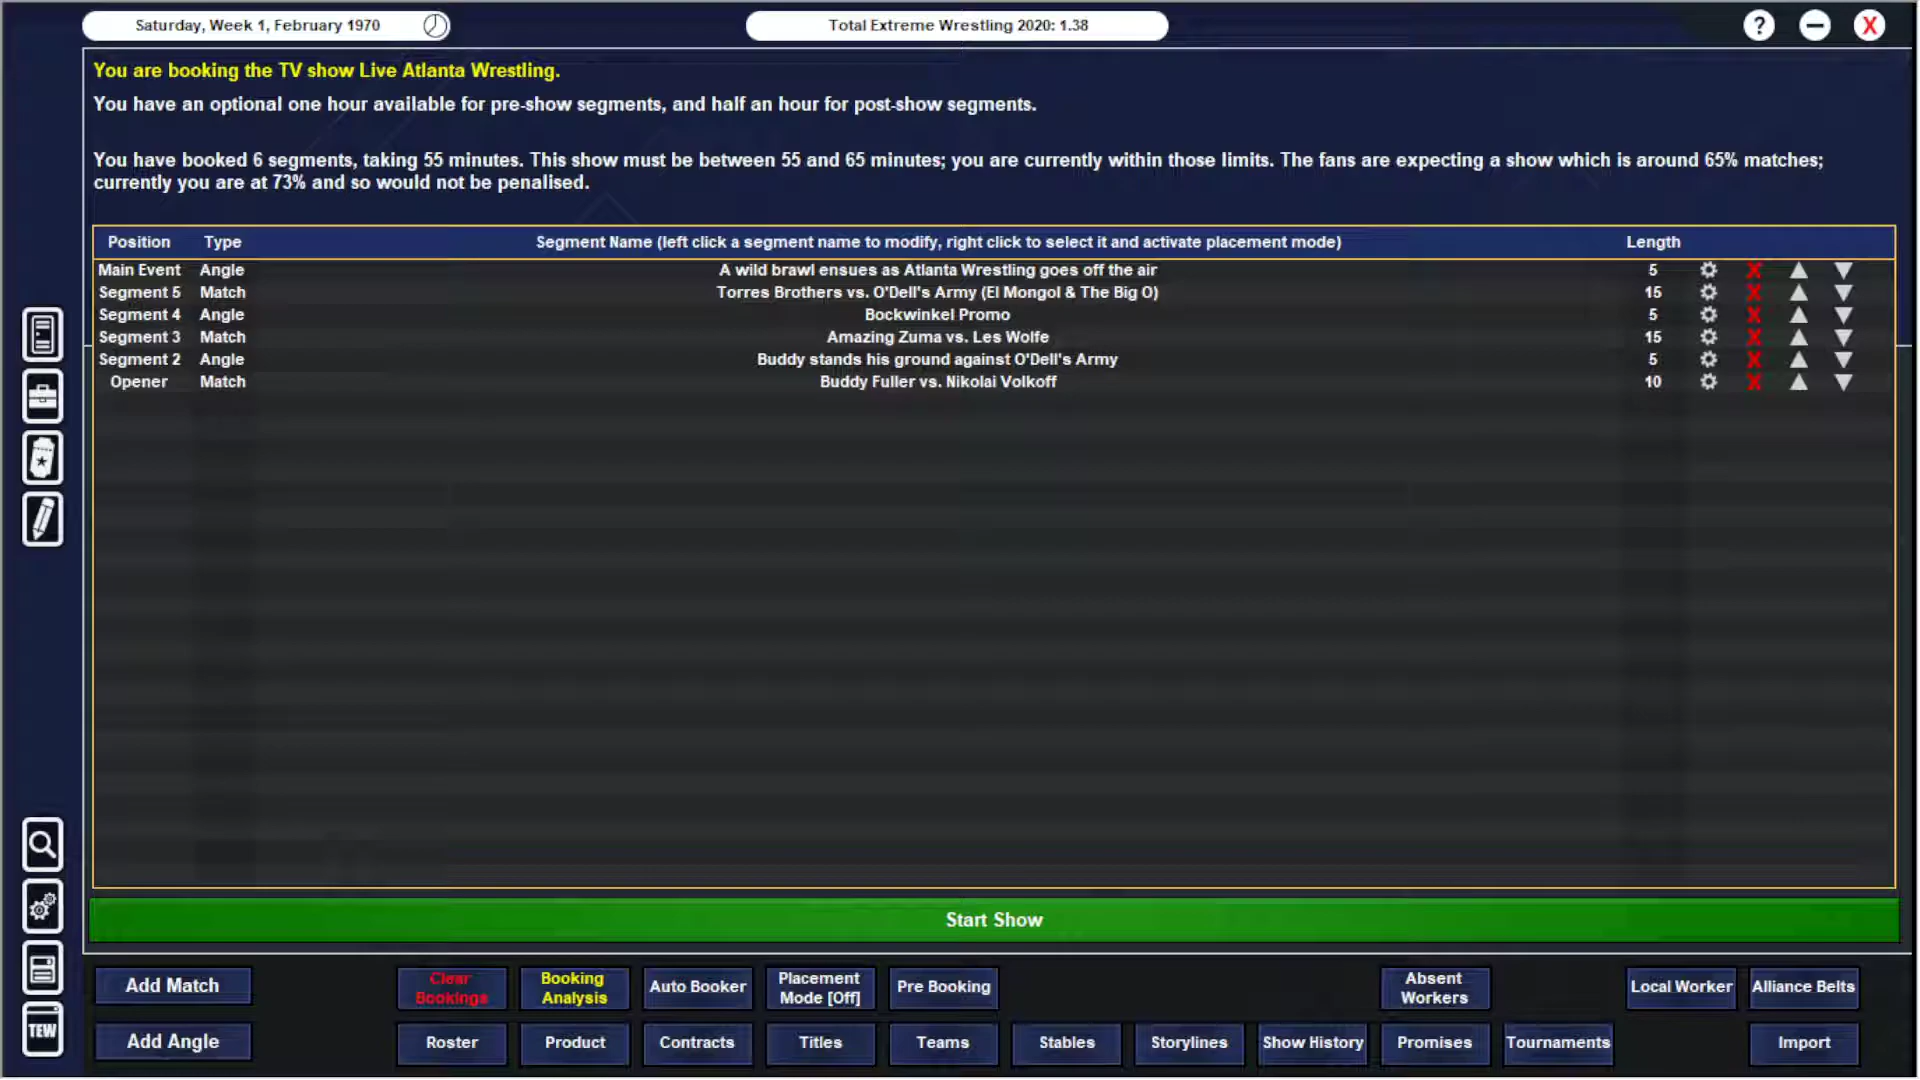 Saturday, Week 1, February 1970
Total Extreme Wrestling 2020: 1.38
?
X
You are booking the TV show Live Atlanta Wrestling.
You have an optional one hour available for pre-show segments, and half an hour for post-show segments.
You have booked 6 segments, taking 55 minutes. This show must be between 55 and 65 minutes; you are currently within those limits. The fans are expecting a show which is around 65% matches;
currently you are at 73% and so would not be penalised.
Position Type Segment Name (left click a segment name to modify, right click to select it and activate placement mode) Length
Main Event Angle A wild brawl ensues as Atlanta Wrestling goes off the air 5 X
Segment 5 Match Torres Brothers vs. O'Dell's Army (El Mongol & The Big O) 15 X
Segment 4 Angle Bockwinkel Promo 5 X
Segment 3 Match Amazing Zuma vs. Les Wolfe 15 X
Segment 2 Angle Buddy stands his ground against O'Dell's Army 5 X
Opener Match Buddy Fuller vs. Nikolai Volkoff 10 X
Start Show
Add Match
Clear Bookings
Booking Analysis
Auto Booker
Placement Mode [Off]
Pre Booking
Absent Workers
Local Worker
Alliance Belts
TEW
Add Angle
Roster
Product
Contracts
Titles
Teams
Stables
Storylines
Show History
Promises
Tournaments
Import